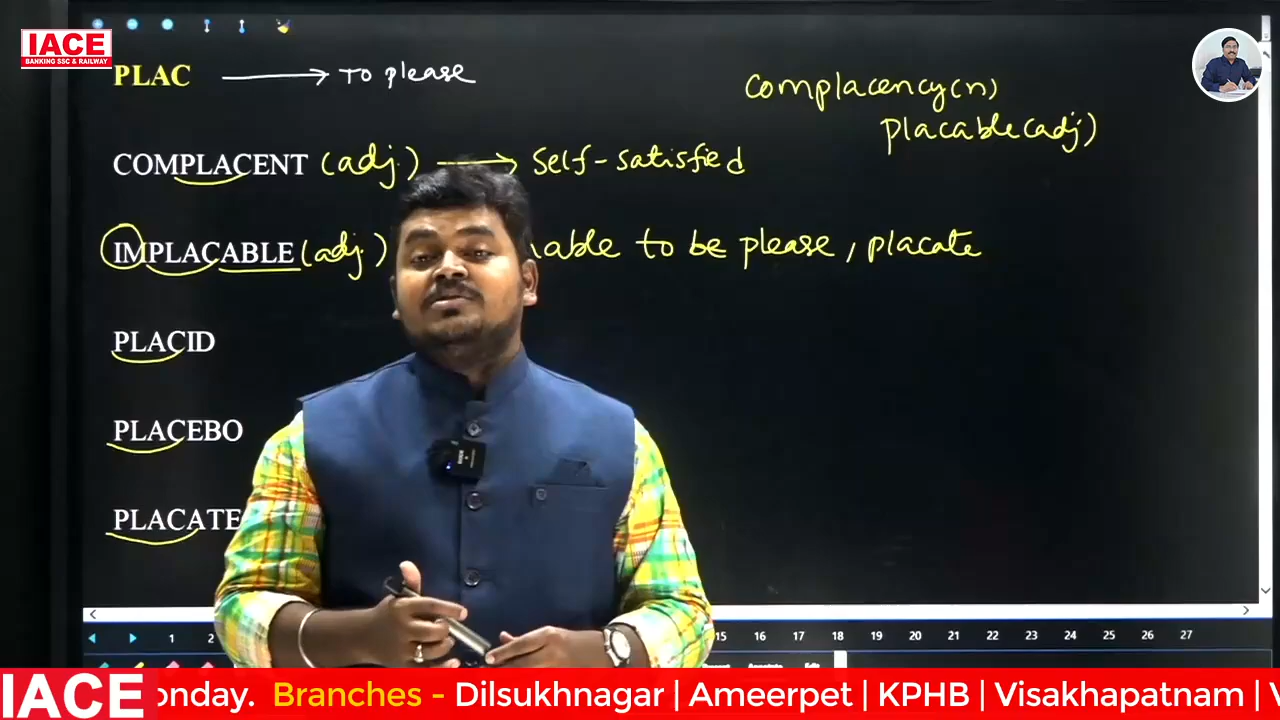 IACE
BANKING SSC & RAILWAY
PLAC To please
complacency(n)
placable(adj)
COMPLACENT (adj.) Self-satisfied
IMPLACABLE (adj.) able to be please, placate
PLACID
PLACEBO
PLACATE
1 2 15 16 17 18 19 20 21 22 23 24 25 26 27
IACE onday. Branches - Dilsukhnagar | Ameerpet | KPHB | Visakhapatnam | V